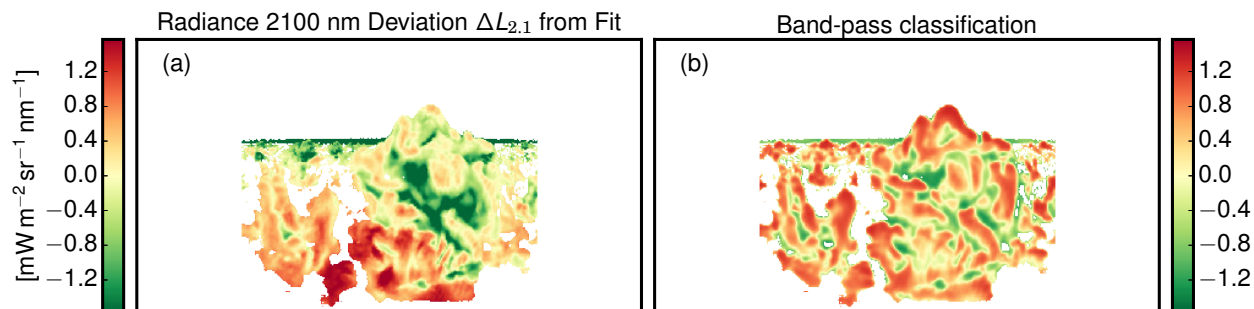 Radiance 2100 nm Deviation ΔL2.1 from Fit
Band-pass classification
(a)
(b)
[mW m−2 sr−1 nm−1]
1.2
0.8
0.4
0.0
−0.4
−0.8
−1.2
1.2
0.8
0.4
0.0
−0.4
−0.8
−1.2